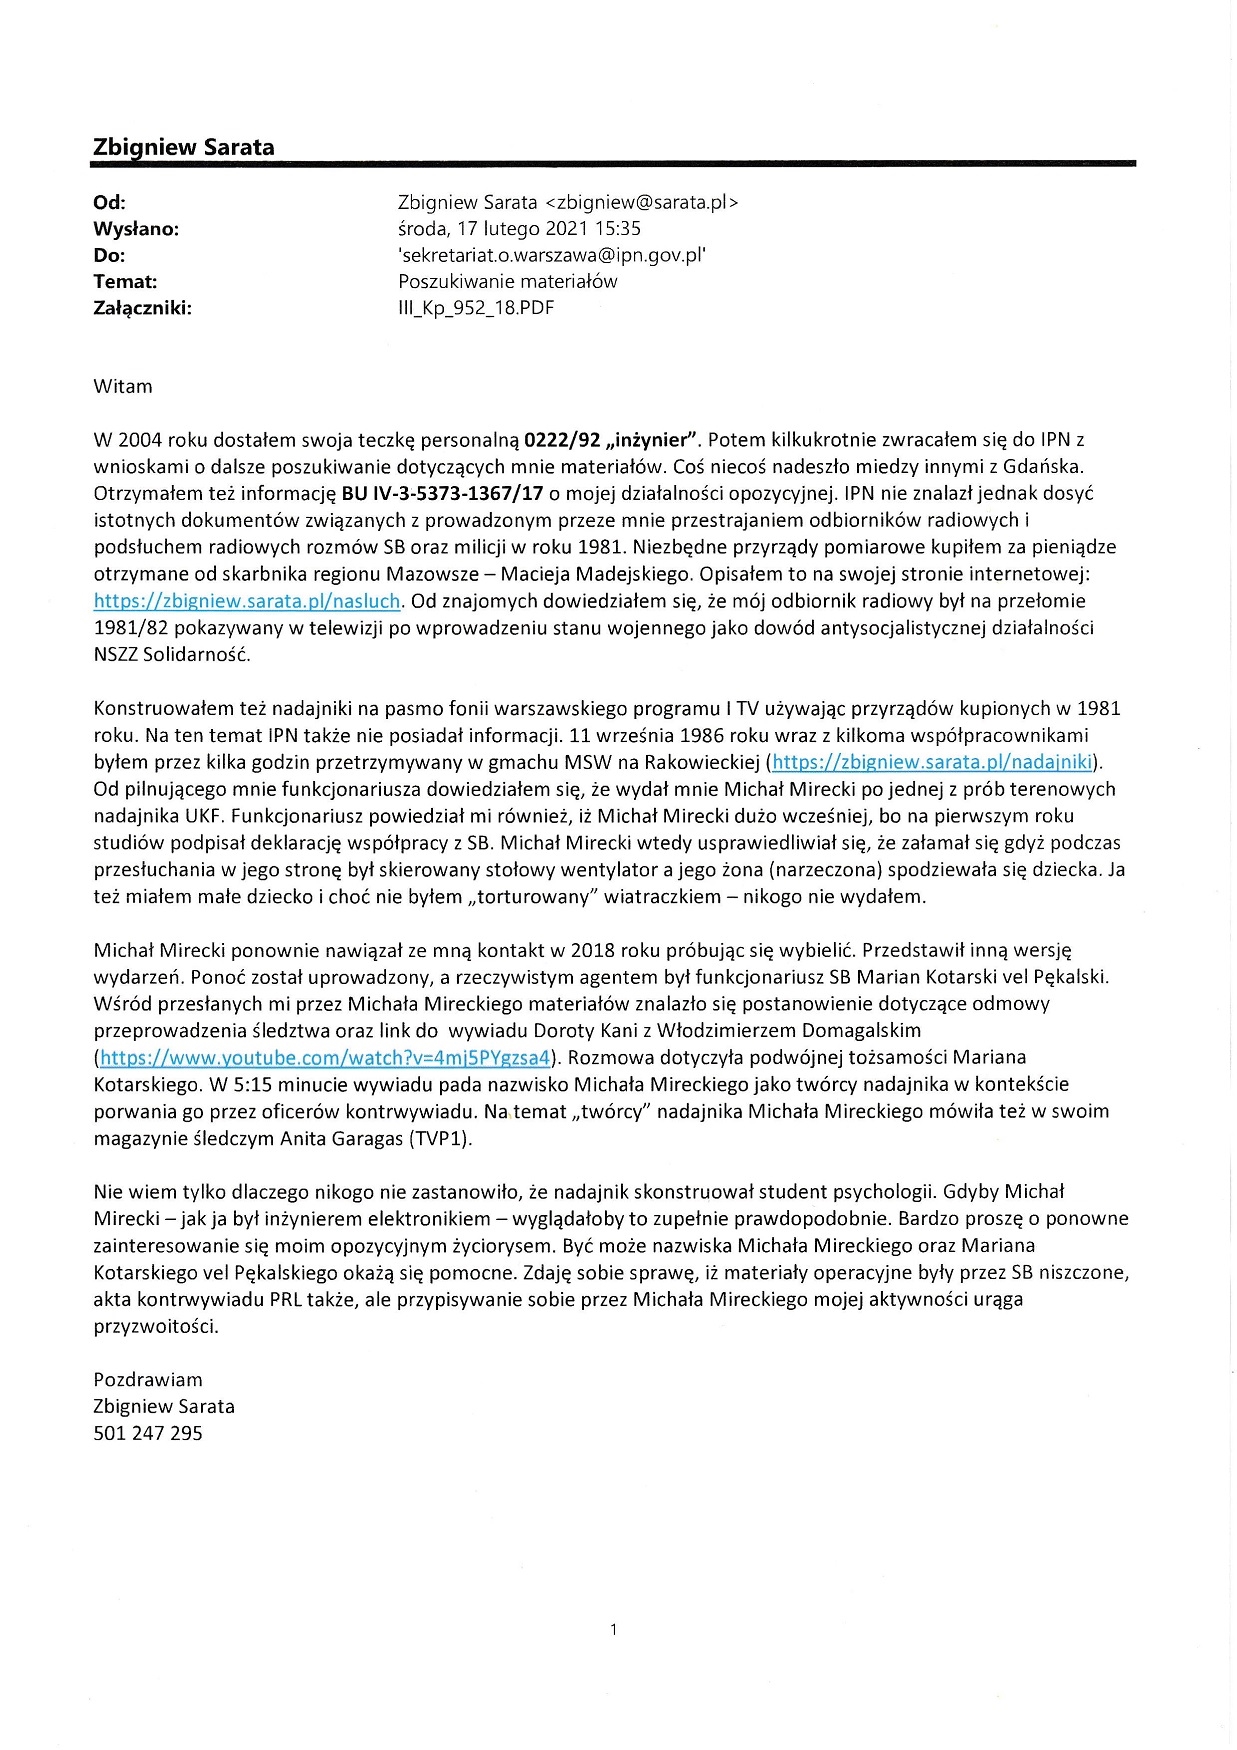 Zbigniew Sarata
Od: Zbigniew Sarata <zbigniew@sarata.pl>
Wysłano: środa, 17 lutego 2021 15:35
Do: 'sekretariat.o.warszawa@ipn.gov.pl'
Temat: Poszukiwanie materiałów
Załączniki: III_Kp_952_18.PDF
Witam
W 2004 roku dostałem swoja teczkę personalną 0222/92 „inżynier”. Potem kilkukrotnie zwracałem się do IPN z
wnioskami o dalsze poszukiwanie dotyczących mnie materiałów. Coś niecoś nadeszło miedzy innymi z Gdańska.
Otrzymałem też informację BU IV-3-5373-1367/17 o mojej działalności opozycyjnej. IPN nie znalazł jednak dosyć
istotnych dokumentów związanych z prowadzonym przeze mnie przestrajaniem odbiorników radiowych i
podsłuchem radiowych rozmów SB oraz milicji w roku 1981. Niezbędne przyrządy pomiarowe kupiłem za pieniądze
otrzymane od skarbnika regionu Mazowsze – Macieja Madejskiego. Opisałem to na swojej stronie internetowej:
https://zbigniew.sarata.pl/nasluch. Od znajomych dowiedziałem się, że mój odbiornik radiowy był na przełomie
1981/82 pokazywany w telewizji po wprowadzeniu stanu wojennego jako dowód antysocjalistycznej działalności
NSZZ Solidarność.
Konstruowałem też nadajniki na pasmo fonii warszawskiego programu I TV używając przyrządów kupionych w 1981
roku. Na ten temat IPN także nie posiadał informacji. 11 września 1986 roku wraz z kilkoma współpracownikami
byłem przez kilka godzin przetrzymywany w gmachu MSW na Rakowieckiej (https://zbigniew.sarata.pl/nadajniki).
Od pilnującego mnie funkcjonariusza dowiedziałem się, że wydał mnie Michał Mirecki po jednej z prób terenowych
nadajnika UKF. Funkcjonariusz powiedział mi również, iż Michał Mirecki dużo wcześniej, bo na pierwszym roku
studiów podpisał deklarację współpracy z SB. Michał Mirecki wtedy usprawiedliwiał się, że załamał się gdyż podczas
przesłuchania w jego stronę był skierowany stołowy wentylator a jego żona (narzeczona) spodziewała się dziecka. Ja
też miałem małe dziecko i choć nie byłem „torturowany” wiatraczkiem – nikogo nie wydałem.
Michał Mirecki ponownie nawiązał ze mną kontakt w 2018 roku próbując się wybielić. Przedstawił inną wersję
wydarzeń. Ponoć został uprowadzony, a rzeczywistym agentem był funkcjonariusz SB Marian Kotarski vel Pękalski.
Wśród przesłanych mi przez Michała Mireckiego materiałów znalazło się postanowienie dotyczące odmowy
przeprowadzenia śledztwa oraz link do wywiadu Doroty Kani z Włodzimierzem Domagalskim
(https://www.youtube.com/watch?v=4mj5PYgzsa4). Rozmowa dotyczyła podwójnej tożsamości Mariana
Kotarskiego. W 5:15 minucie wywiadu pada nazwisko Michała Mireckiego jako twórcy nadajnika w kontekście
porwania go przez oficerów kontrwywiadu. Na temat „twórcy” nadajnika Michała Mireckiego mówiła też w swoim
magazynie śledczym Anita Garagas (TVP1).
Nie wiem tylko dlaczego nikogo nie zastanowiło, że nadajnik skonstruował student psychologii. Gdyby Michał
Mirecki – jak ja był inżynierem elektronikiem – wyglądałoby to zupełnie prawdopodobnie. Bardzo proszę o ponowne
zainteresowanie się moim opozycyjnym życiorysem. Być może nazwiska Michała Mireckiego oraz Mariana
Kotarskiego vel Pękalskiego okażą się pomocne. Zdaję sobie sprawę, iż materiały operacyjne były przez SB niszczone,
akta kontrwywiadu PRL także, ale przypisywanie sobie przez Michała Mireckiego mojej aktywności urąga
przyzwoitości.
Pozdrawiam
Zbigniew Sarata
501 247 295
1